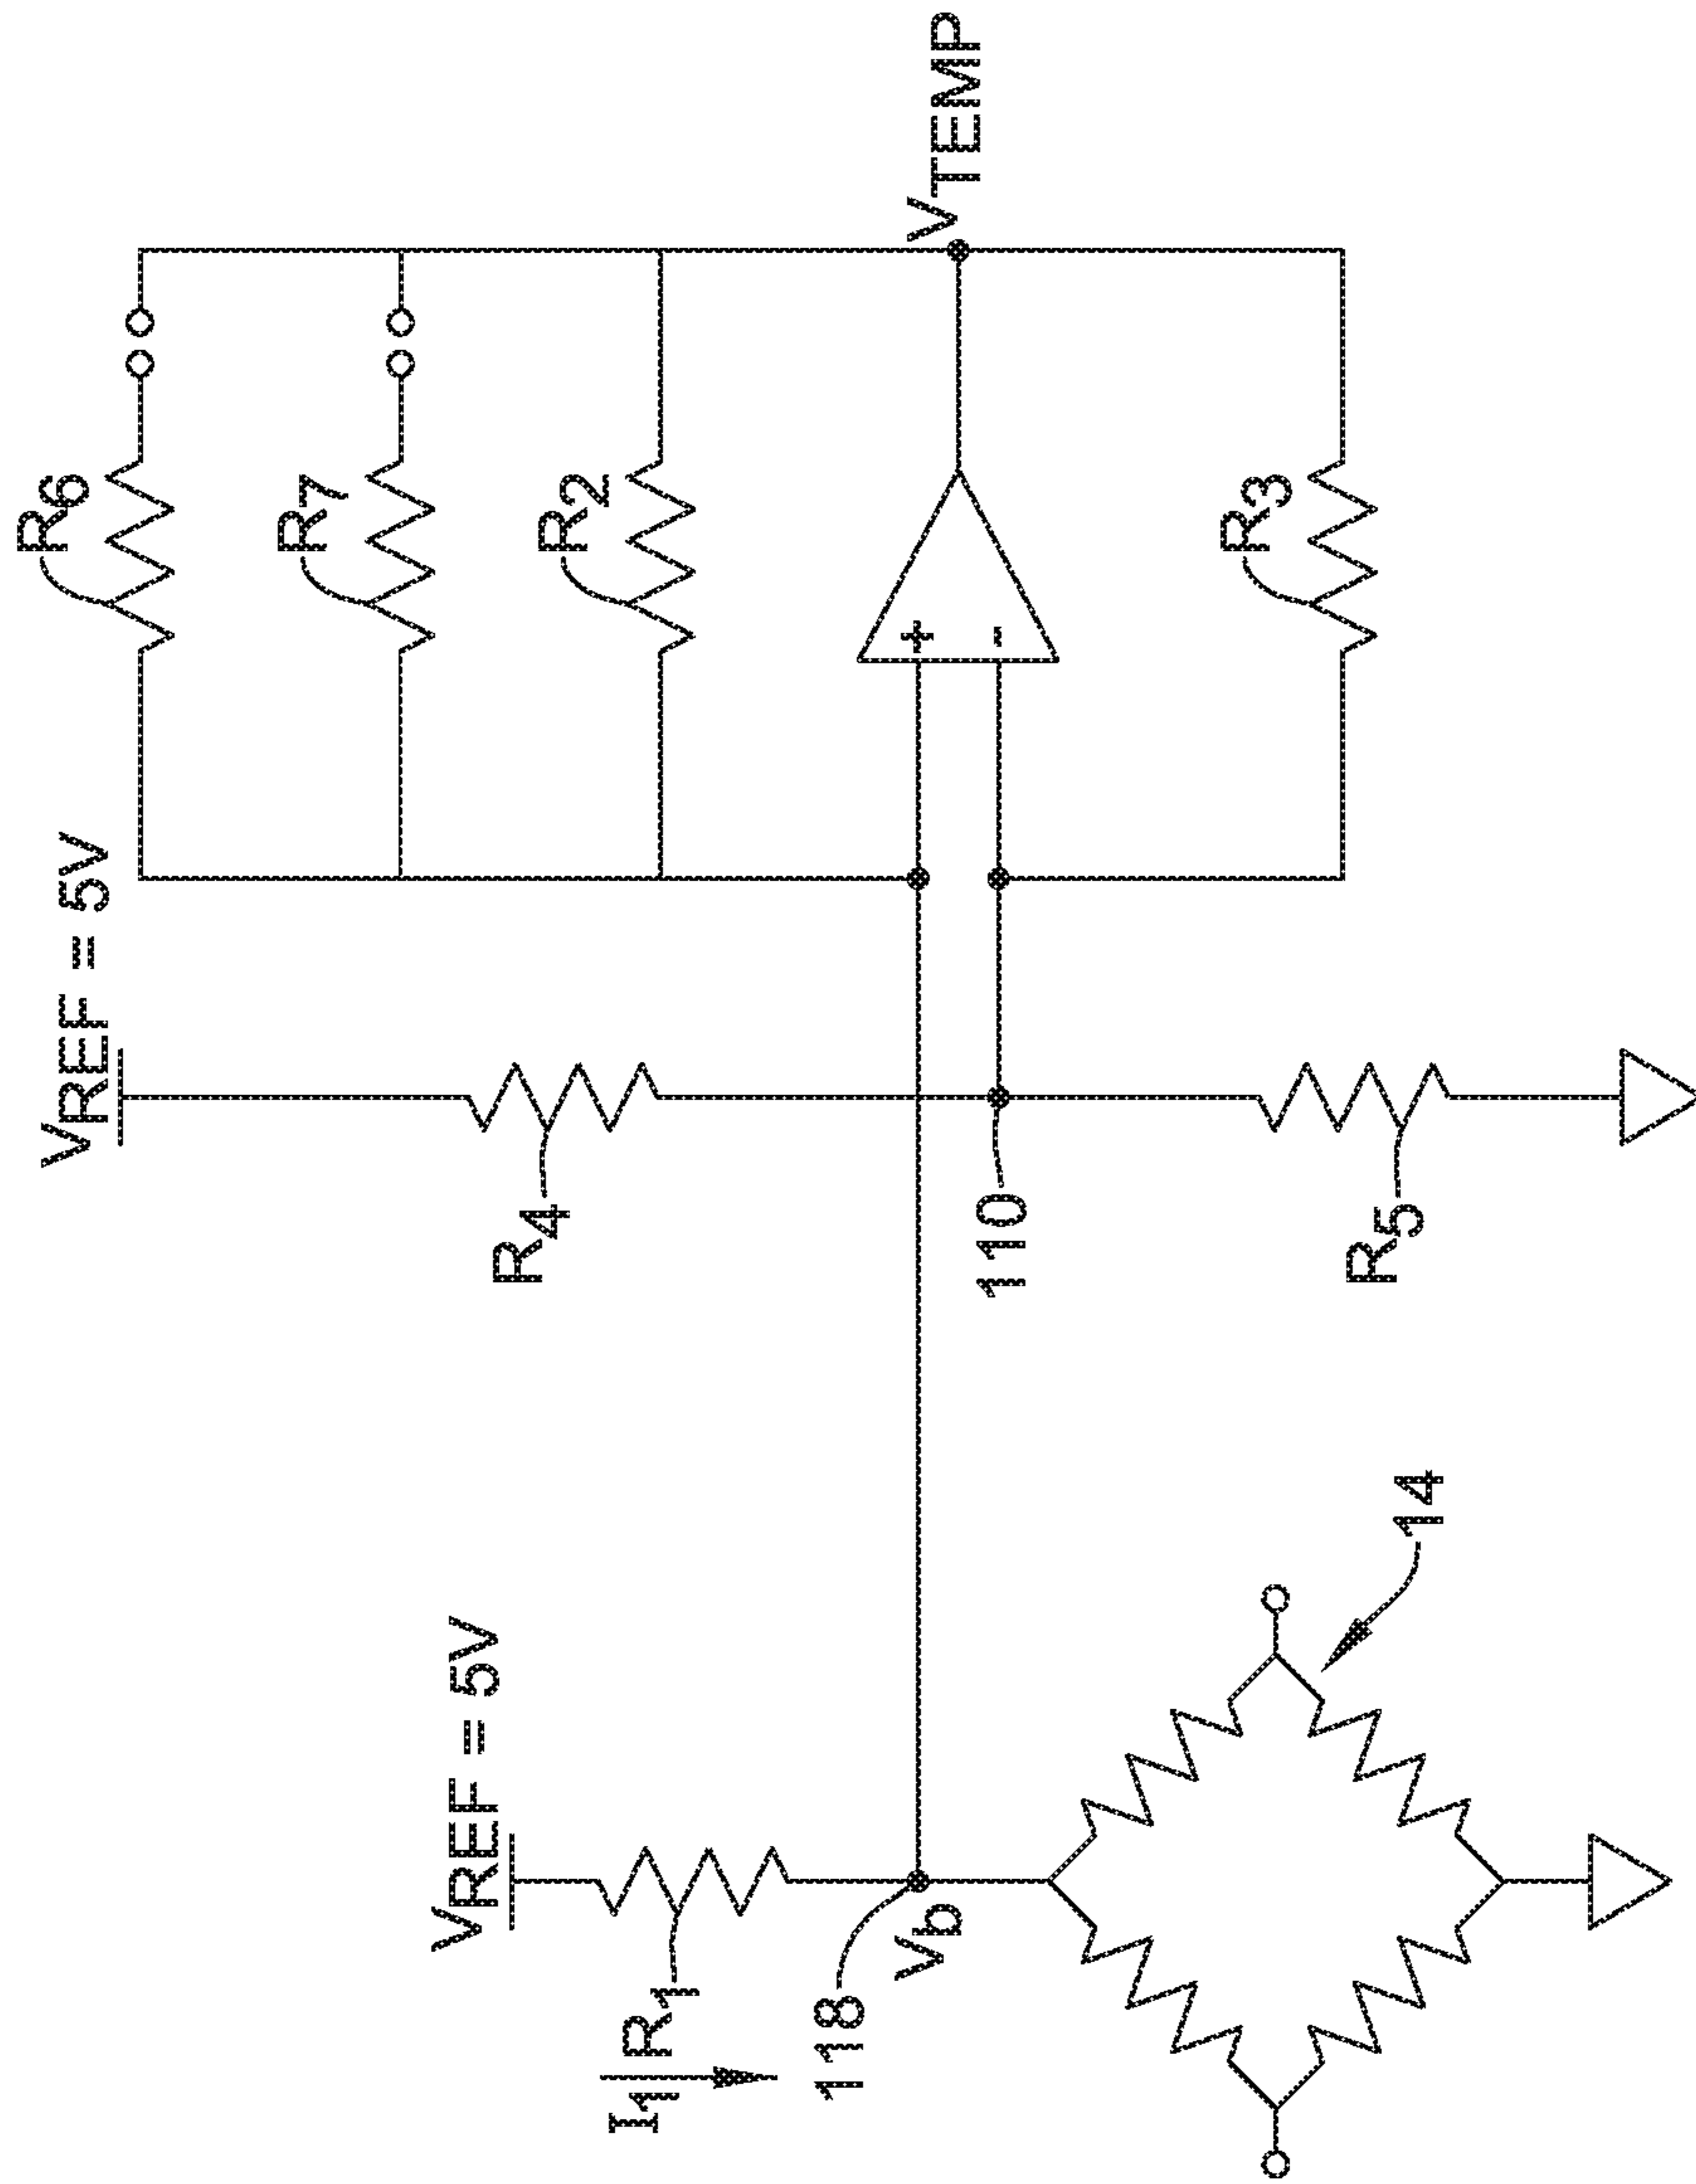 R6
R7
R2
VREF = 5V
VTEMP
+
-
R3
R4
110
R5
VREF = 5V
I1
R1
118
Vb
14